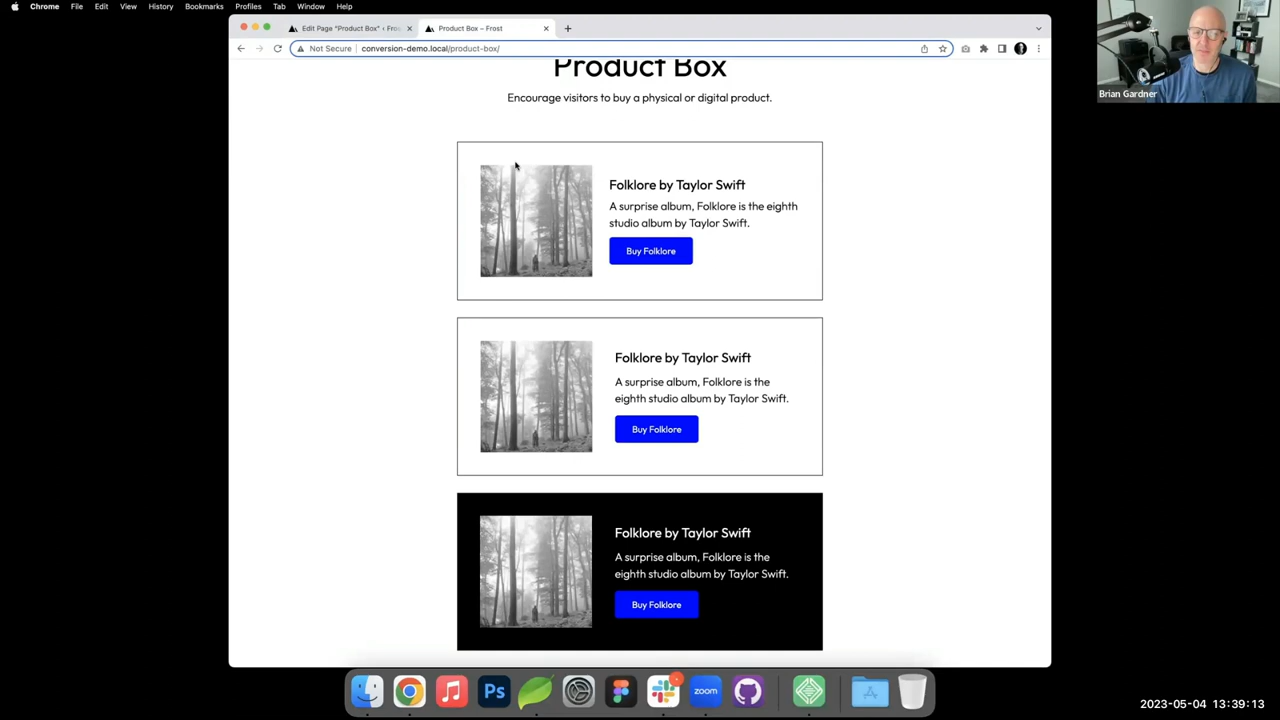 Chrome File Edit View History Bookmarks Profiles Tab Window Help
Edit Page "Product Box" ‹ Fro
Product Box – Frost
Not Secure conversion-demo.local/product-box/
Brian Gardner
Product Box
Encourage visitors to buy a physical or digital product.
Folklore by Taylor Swift
A surprise album, Folklore is the eighth
studio album by Taylor Swift.
Buy Folklore
Folklore by Taylor Swift
A surprise album, Folklore is the
eighth studio album by Taylor Swift.
Buy Folklore
Folklore by Taylor Swift
A surprise album, Folklore is the
eighth studio album by Taylor Swift.
Buy Folklore
Ps
zoom
2023-05-04 13:39:13